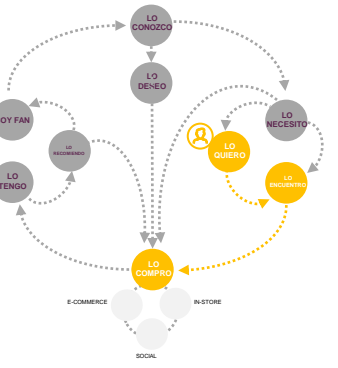 LO
CONOZCO
LO
DESEO
OY FAN
LO
NECESITO
LO
RECOMIENDO
LO
QUIERO
LO
TENGO
LO
ENCUENTRO
LO
COMPRO
E-COMMERCE
IN-STORE
SOCIAL